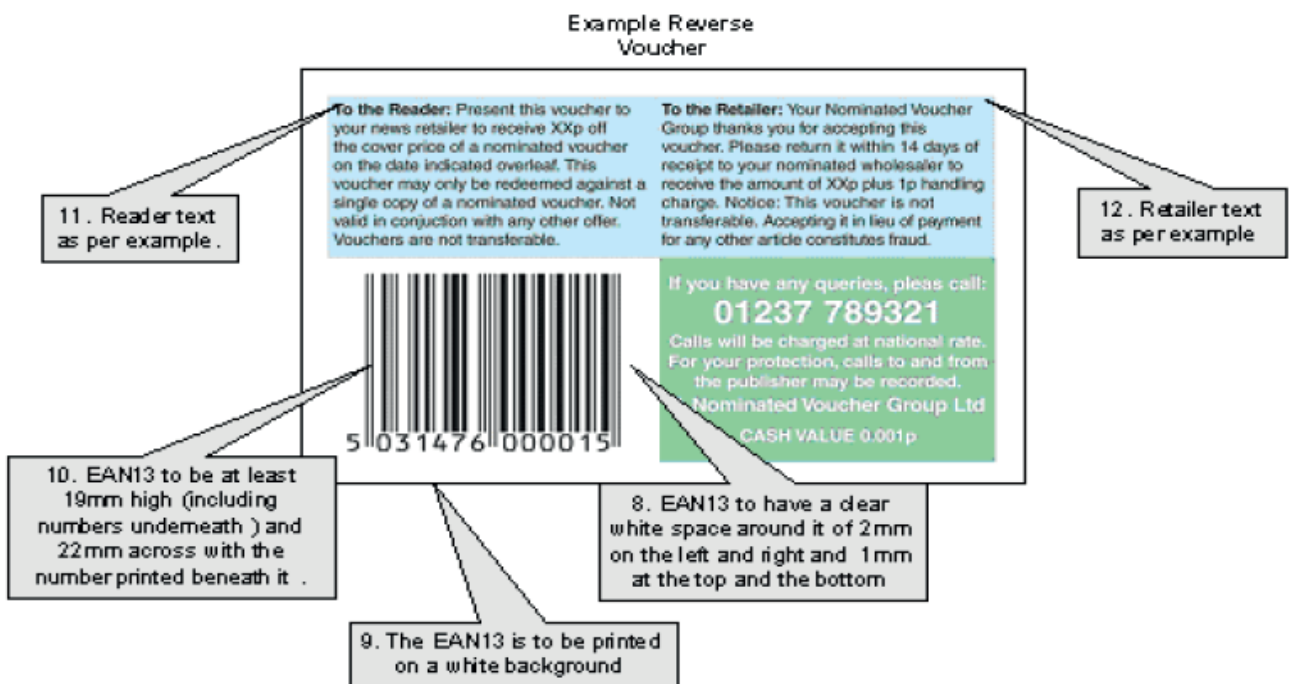 Example Reverse
Voucher
To the Reader: Present this voucher to
your news retailer to receive XXp off
the cover price of a nominated voucher
on the date indicated overleaf. This
voucher may only be redeemed against a
single copy of a nominated voucher. Not
valid in conjuction with any other offer.
Vouchers are not transferable.
To the Retailer: Your Nominated Voucher
Group thanks you for accepting this
voucher. Please return it within 14 days of
receipt to your nominated wholesaler to
receive the amount of XXp plus 1p handling
charge. Notice: This voucher is not
transferable. Accepting it in lieu of payment
for any other article constitutes fraud.
11. Reader text
as per example.
12. Retailer text
as per example
If you have any queries, pleas call:
01237 789321
Calls will be charged at national rate.
For your protection, calls to and from
the publisher may be recorded.
Nominated Voucher Group Ltd
CASH VALUE 0.001p
5 031476 000015
10. EAN13 to be at least
19mm high (including
numbers underneath ) and
22mm across with the
number printed beneath it .
8. EAN13 to have a clear
white space around it of 2mm
on the left and right and 1mm
at the top and the bottom
9. The EAN13 is to be printed
on a white background